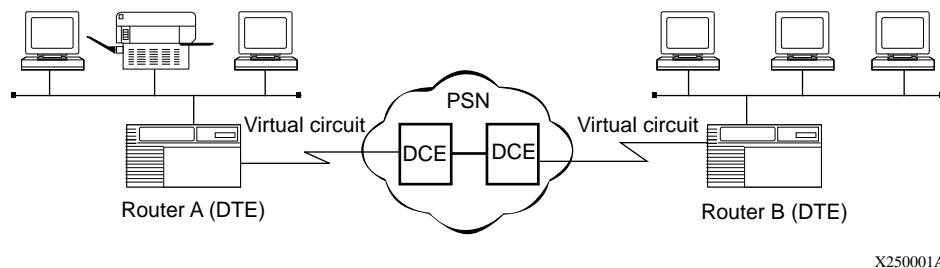 PSN
Virtual circuit
Virtual circuit
DCE
DCE
Router A (DTE)
Router B (DTE)
X250001A